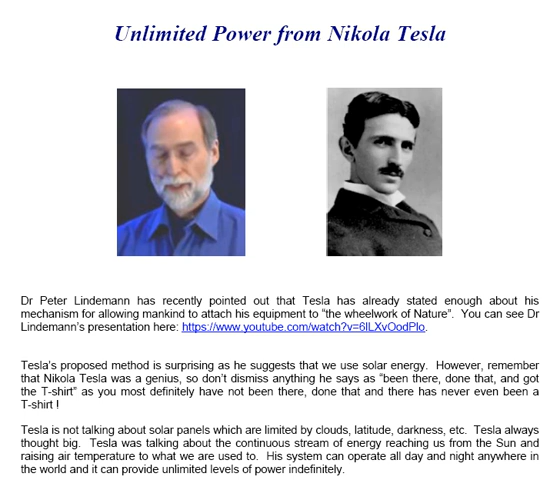 Unlimited Power from Nikola Tesla
Dr Peter Lindemann has recently pointed out that Tesla has already stated enough about his
mechanism for allowing mankind to attach his equipment to “the wheelwork of Nature”.  You can see Dr
Lindemann’s presentation here: https://www.youtube.com/watch?v=6lLXvOodPlo.
Tesla’s proposed method is surprising as he suggests that we use solar energy.  However, remember
that Nikola Tesla was a genius, so don’t dismiss anything he says as “been there, done that, and got
the T-shirt” as you most definitely have not been there, done that and there has never even been a
T-shirt !
Tesla is not talking about solar panels which are limited by clouds, latitude, darkness, etc.  Tesla always
thought big.  Tesla was talking about the continuous stream of energy reaching us from the Sun and
raising air temperature to what we are used to.  His system can operate all day and night anywhere in
the world and it can provide unlimited levels of power indefinitely.